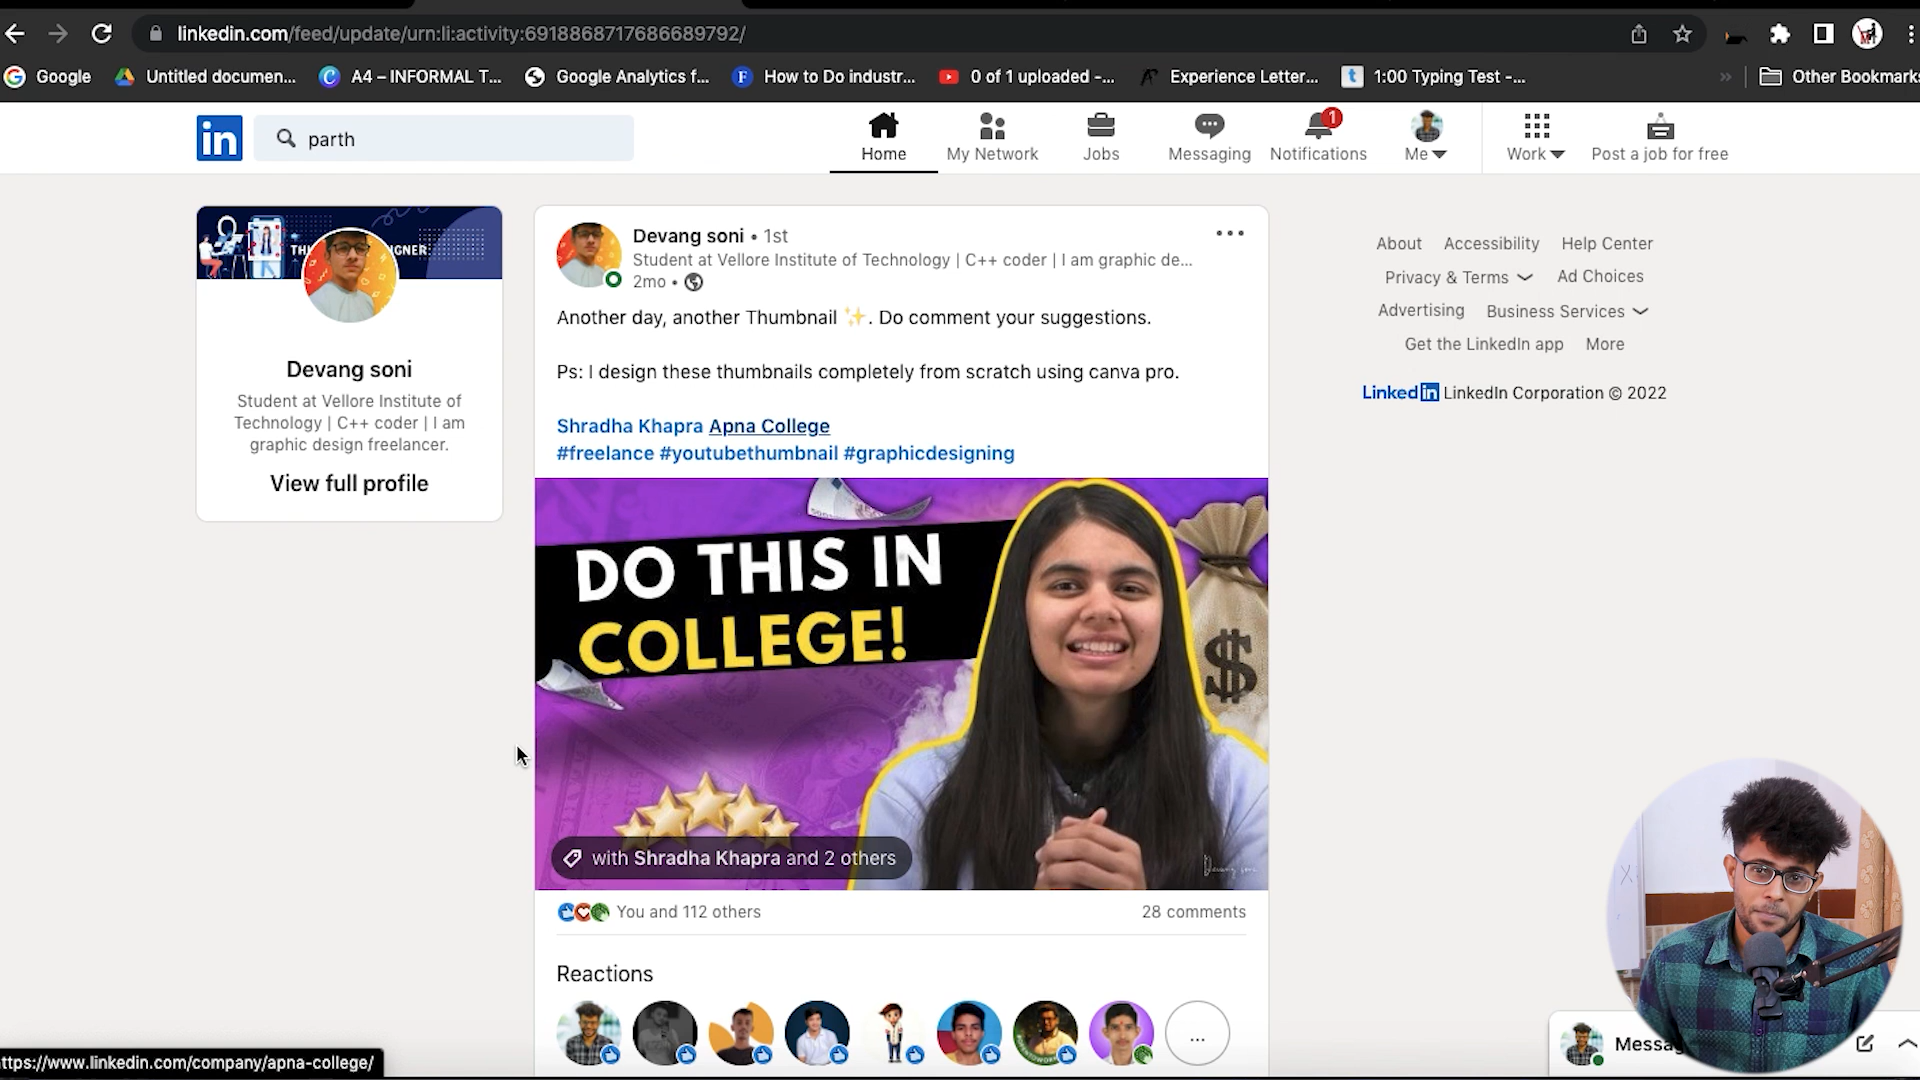 linkedin.com/feed/update/urn:li:activity:6918868717686689792/
Google
Untitled documen...
A4 – INFORMAL T...
Google Analytics f...
How to Do industr...
0 of 1 uploaded -...
Experience Letter...
1:00 Typing Test -...
Other Bookmarks
in
parth
Home
My Network
Jobs
Messaging
1
Notifications
Me
Work
Post a job for free
Devang soni
Student at Vellore Institute of
Technology | C++ coder | I am
graphic design freelancer.
View full profile
Devang soni • 1st
Student at Vellore Institute of Technology | C++ coder | I am graphic de...
2mo •
Another day, another Thumbnail ✨. Do comment your suggestions.
Ps: I design these thumbnails completely from scratch using canva pro.
Shradha Khapra Apna College
#freelance #youtubethumbnail #graphicdesigning
DO THIS IN
COLLEGE!
$
with Shradha Khapra and 2 others
You and 112 others
28 comments
Reactions
...
About Accessibility Help Center
Privacy & Terms Ad Choices
Advertising Business Services
Get the LinkedIn app More
LinkedIn LinkedIn Corporation © 2022
Messag
ttps://www.linkedin.com/company/apna-college/